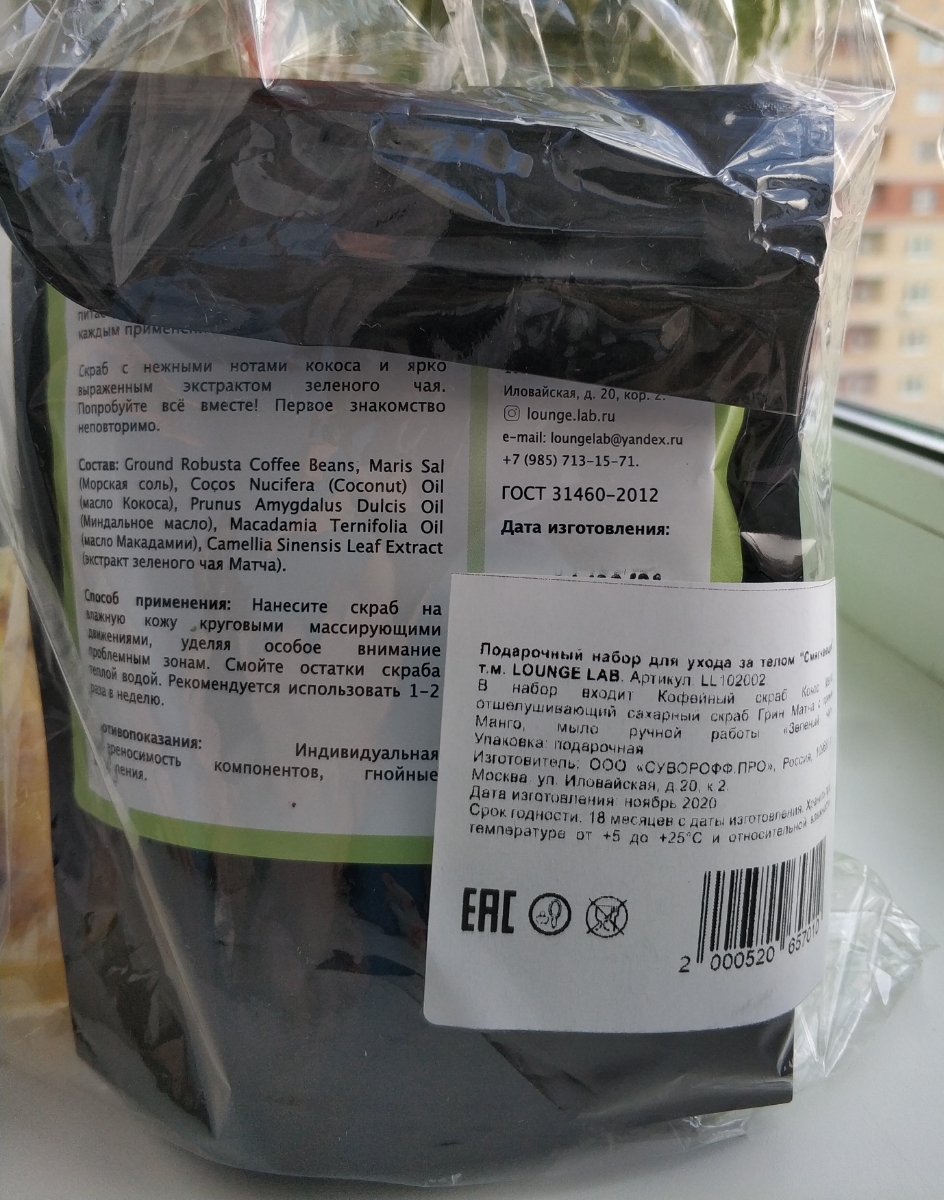 каждым
Скраб с нежными нотами кокоса и ярко
выраженным экстрактом зеленого чая.
Попробуйте всё вместе! Первое знакомство
неповторимо.
Состав: Ground Robusta Coffee Beans, Maris Sal
(Морская соль), Cocos Nucifera (Coconut) Oil
(масло Кокоса), Prunus Amygdalus Dulcis Oil
(Миндальное масло), Macadamia Ternifolia Oil
(масло Макадамии), Camellia Sinensis Leaf Extract
(экстракт зеленого чая Матча).
Способ применения: Нанесите скраб на
влажную кожу круговыми массирующими
движениями, уделяя особое внимание
проблемным зонам. Смойте остатки скраба
теплой водой. Рекомендуется использовать 1-2
раза в неделю.
Индивидуальная
компонентов, гнойные
Иловайская, д. 20, кор. 2.
lounge.lab.ru
e-mail: loungelab@yandex.ru
+7 (985) 713-15-71.
ГОСТ 31460-2012
Дата изготовления:
Подарочный набор для ухода за телом
т.м. LOUNGE LAB. Артикул. LL102002
В набор входит Кофейный скраб Кокос
отшелушивающий сахарный скраб Грин Матча с
Манго, мыло ручной работы «Зеленый
Упаковка: подарочная
Изготовитель: ООО «СУВОРОФФ.ПРО», Россия,
Москва, ул. Иловайская, д.20, к.2
Дата изготовления: ноябрь 2020
Срок годности: 18 месяцев с даты изготовления.
температуре от +5 до +25°С и относительной
EAC
2 000520 657010